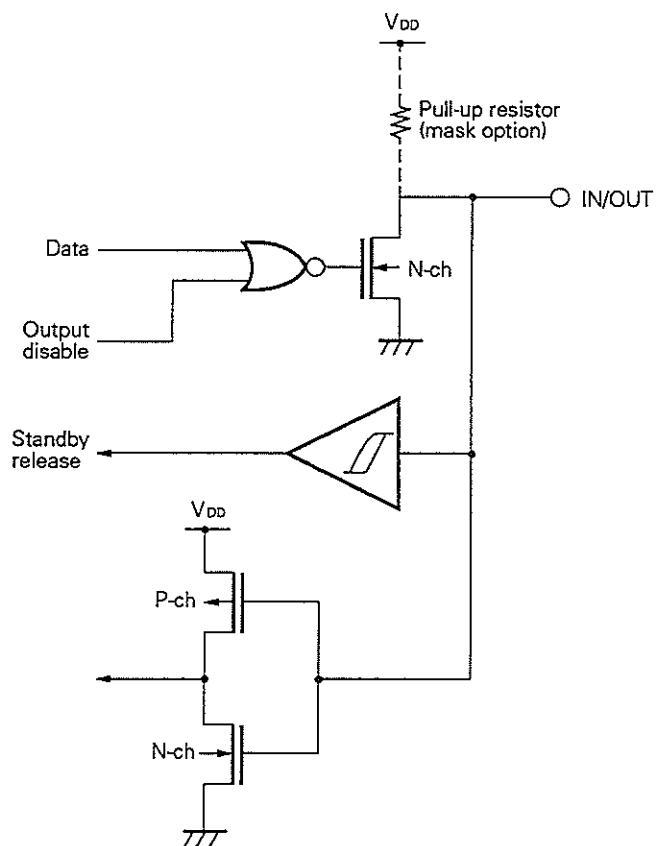 VDD
Pull-up resistor
(mask option)
IN/OUT
Data
N-ch
Output
disable
Standby
release
VDD
P-ch
N-ch